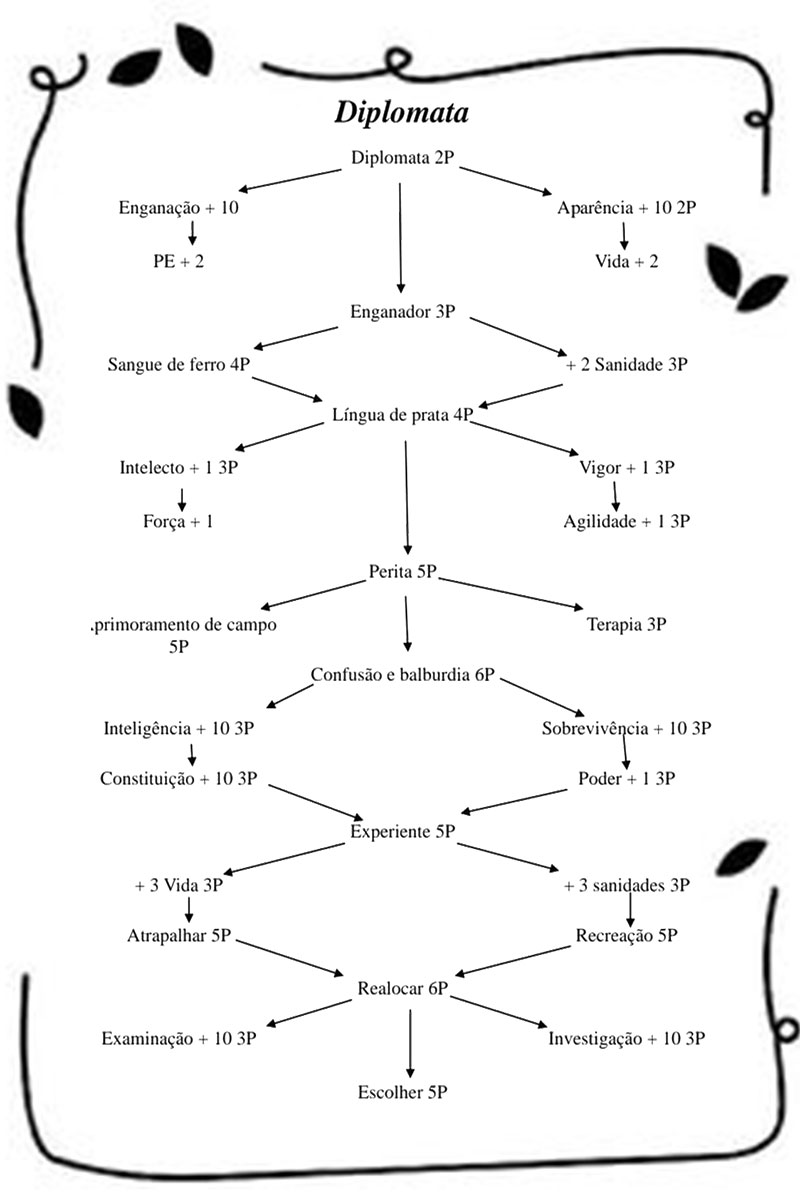 Diplomata
Diplomata 2P
Enganação + 10
Aparência + 10 2P
PE + 2
Vida + 2
Enganador 3P
Sangue de ferro 4P
+ 2 Sanidade 3P
Língua de prata 4P
Intelecto + 1 3P
Vigor + 1 3P
Força + 1
Agilidade + 1 3P
Perita 5P
primoramento de campo
5P
Terapia 3P
Confusão e balburdia 6P
Inteligência + 10 3P
Sobrevivência + 10 3P
Constituição + 10 3P
Poder + 1 3P
Experiente 5P
+ 3 Vida 3P
+ 3 sanidades 3P
Atrapalhar 5P
Recreação 5P
Realocar 6P
Examinação + 10 3P
Investigação + 10 3P
Escolher 5P